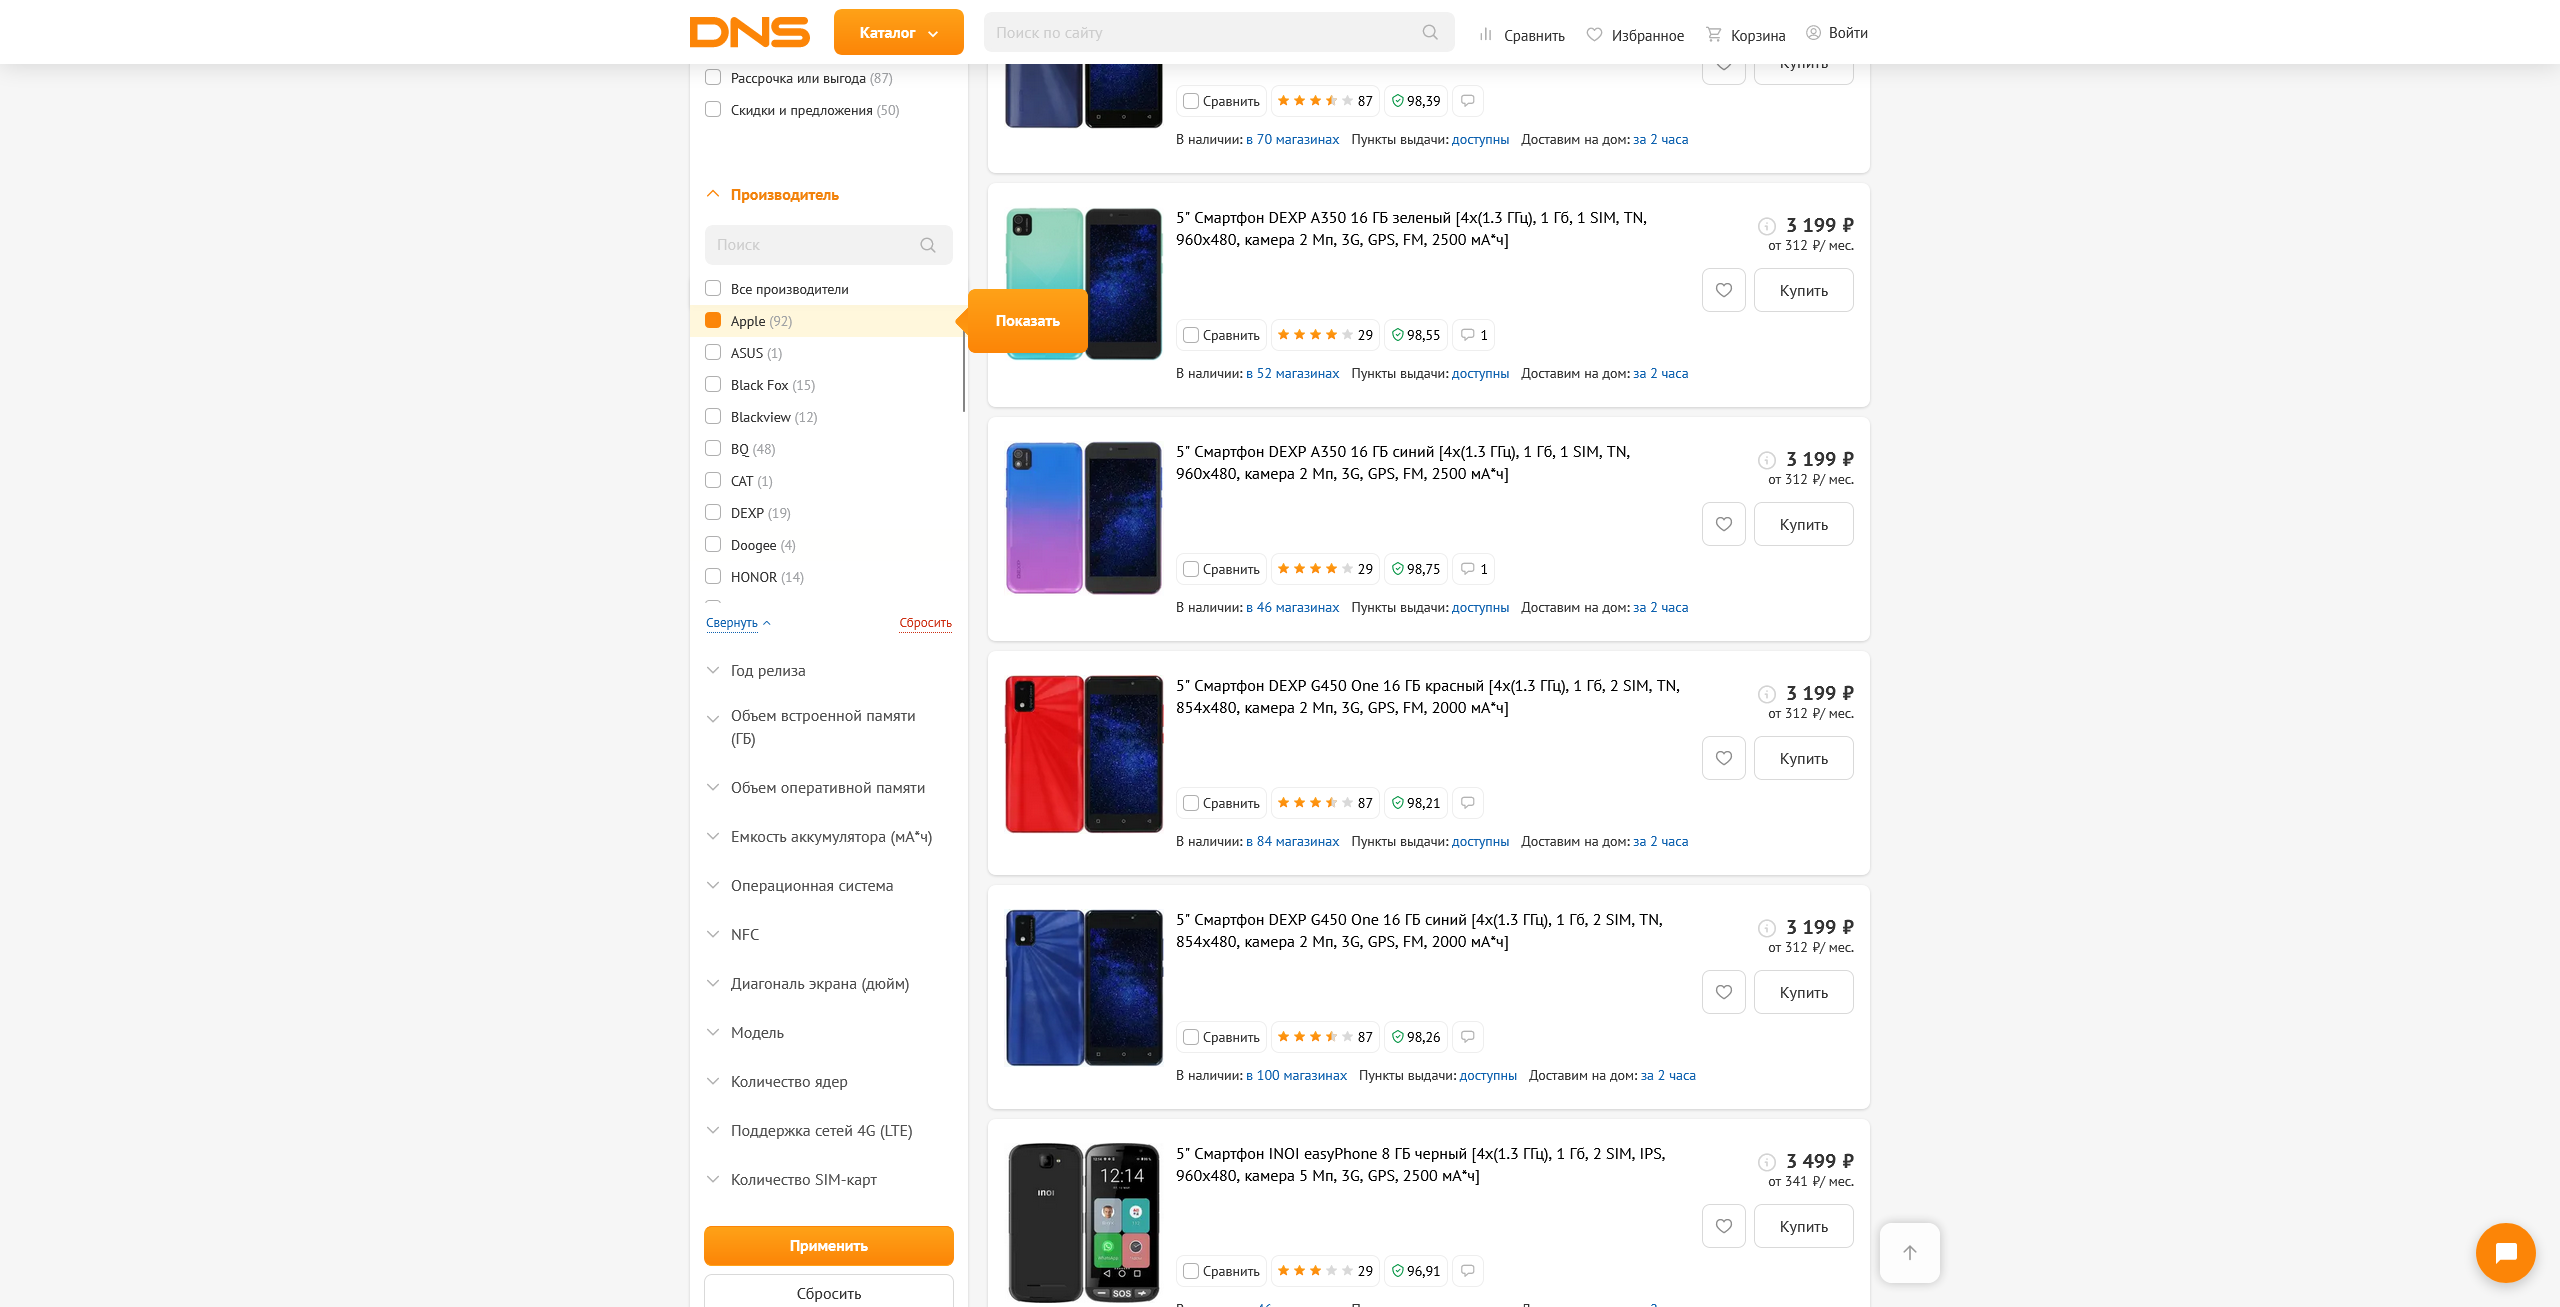 DNS
Каталог
Поиск по сайту
Сравнить
Избранное
Корзина
Войти
Рассрочка или выгода (87)
Скидки и предложения (50)
Производитель
Поиск
Все производители
Apple (92)
Показать
ASUS (1)
Black Fox (15)
Blackview (12)
BQ (48)
CAT (1)
DEXP (19)
Doogee (4)
HONOR (14)
Свернуть
Сбросить
Год релиза
Объем встроенной памяти
(ГБ)
Объем оперативной памяти
Емкость аккумулятора (мА*ч)
Операционная система
NFC
Диагональ экрана (дюйм)
Модель
Количество ядер
Поддержка сетей 4G (LTE)
Количество SIM-карт
Применить
Сбросить
Купить
Сравнить 87 98,39
В наличии: в 70 магазинах Пункты выдачи: доступны Доставим на дом: за 2 часа
5" Смартфон DEXP A350 16 ГБ зеленый [4x(1.3 ГГц), 1 Гб, 1 SIM, TN,
960x480, камера 2 Мп, 3G, GPS, FM, 2500 мА*ч]
3 199 ₽
от 312 ₽/ мес.
Купить
Сравнить 29 98,55 1
В наличии: в 52 магазинах Пункты выдачи: доступны Доставим на дом: за 2 часа
5" Смартфон DEXP A350 16 ГБ синий [4x(1.3 ГГц), 1 Гб, 1 SIM, TN,
960x480, камера 2 Мп, 3G, GPS, FM, 2500 мА*ч]
3 199 ₽
от 312 ₽/ мес.
Купить
Сравнить 29 98,75 1
В наличии: в 46 магазинах Пункты выдачи: доступны Доставим на дом: за 2 часа
5" Смартфон DEXP G450 One 16 ГБ красный [4x(1.3 ГГц), 1 Гб, 2 SIM, TN,
854x480, камера 2 Мп, 3G, GPS, FM, 2000 мА*ч]
3 199 ₽
от 312 ₽/ мес.
Купить
Сравнить 87 98,21
В наличии: в 84 магазинах Пункты выдачи: доступны Доставим на дом: за 2 часа
5" Смартфон DEXP G450 One 16 ГБ синий [4x(1.3 ГГц), 1 Гб, 2 SIM, TN,
854x480, камера 2 Мп, 3G, GPS, FM, 2000 мА*ч]
3 199 ₽
от 312 ₽/ мес.
Купить
Сравнить 87 98,26
В наличии: в 100 магазинах Пункты выдачи: доступны Доставим на дом: за 2 часа
5" Смартфон INOI easyPhone 8 ГБ черный [4x(1.3 ГГц), 1 Гб, 2 SIM, IPS,
960x480, камера 5 Мп, 3G, GPS, 2500 мА*ч]
3 499 ₽
от 341 ₽/ мес.
Купить
INOI
12:14
SOS
Сравнить 29 96,91